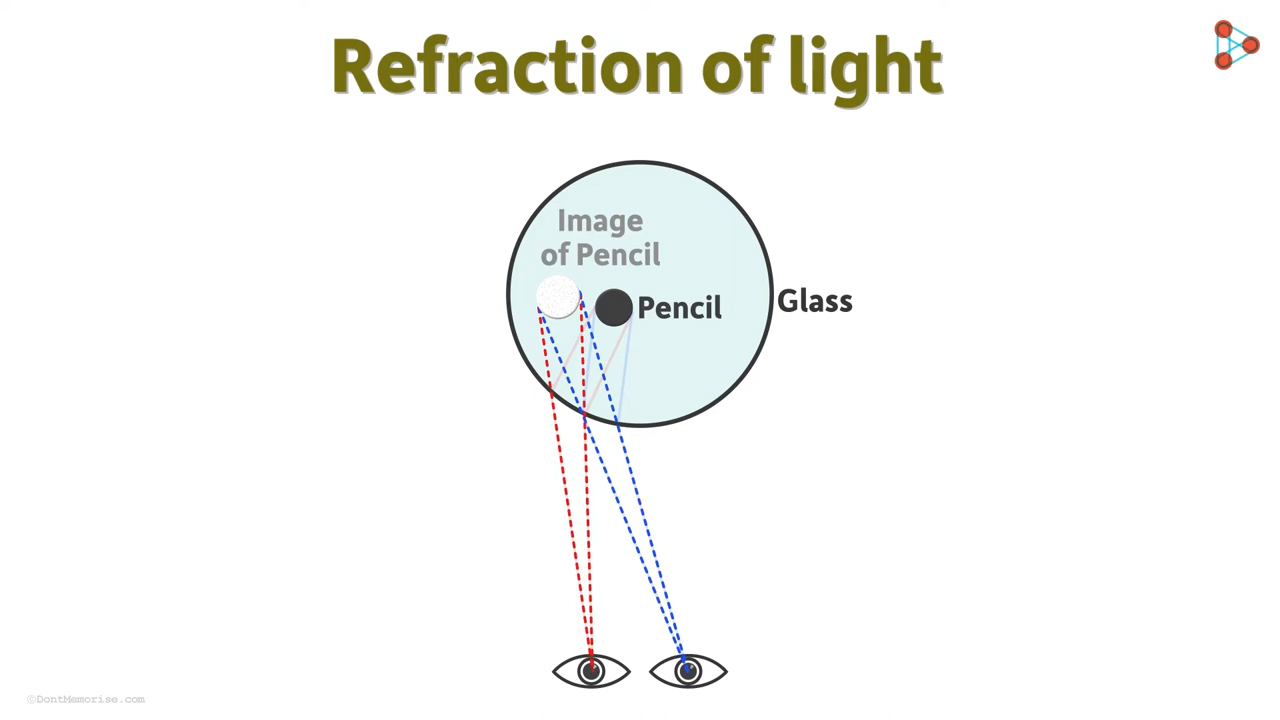 Refraction of light
Image
of Pencil
Pencil
Glass
©DontMemorise.com